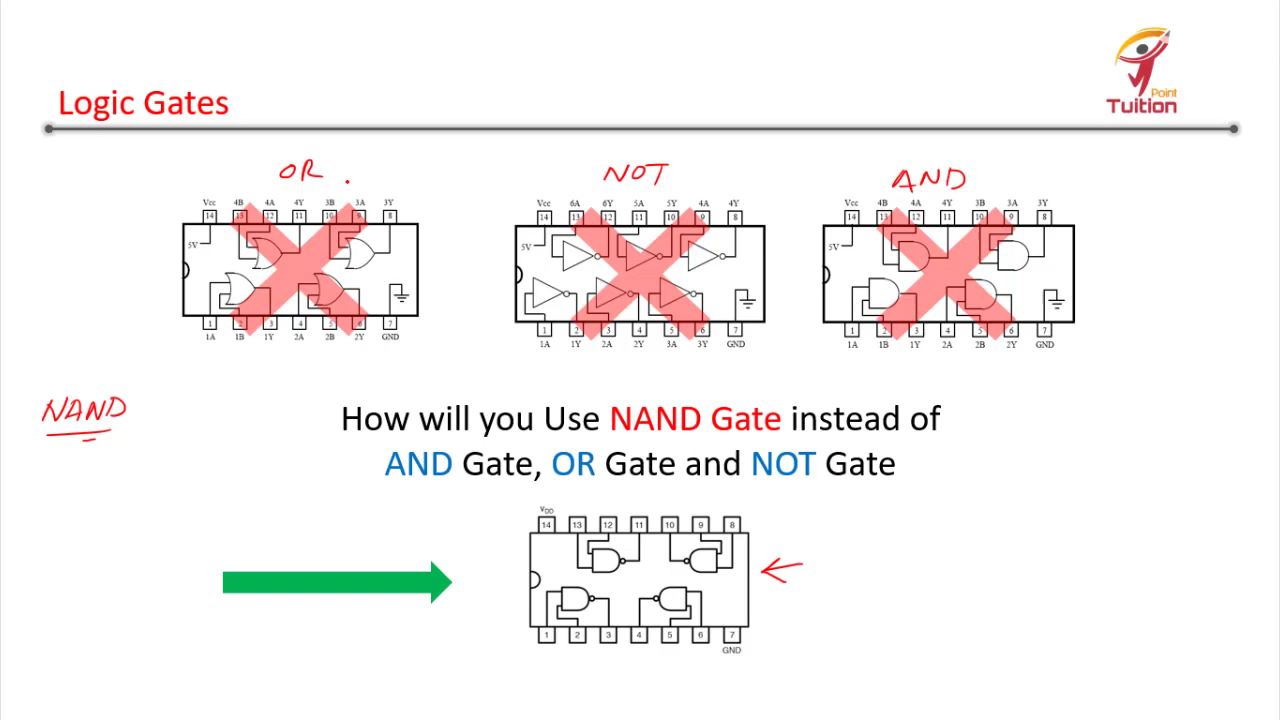 Point
Tuition
Logic Gates
OR .
NOT
AND
Vcc 4B 4A 4Y 3B 3A 3Y
14 13 12 11 10 9 8
5V
1 2 3 4 5 6 7
1A 1B 1Y 2A 2B 2Y GND
Vcc 6A 6Y 5A 5Y 4A 4Y
14 13 12 11 10 9 8
5V
1 2 3 4 5 6 7
1A 1Y 2A 2Y 3A 3Y GND
Vcc 4B 4A 4Y 3B 3A 3Y
14 13 12 11 10 9 8
5V
1 2 3 4 5 6 7
1A 1B 1Y 2A 2B 2Y GND
NAND
How will you Use NAND Gate instead of
AND Gate, OR Gate and NOT Gate
VDD
14 13 12 11 10 9 8
1 2 3 4 5 6 7
GND